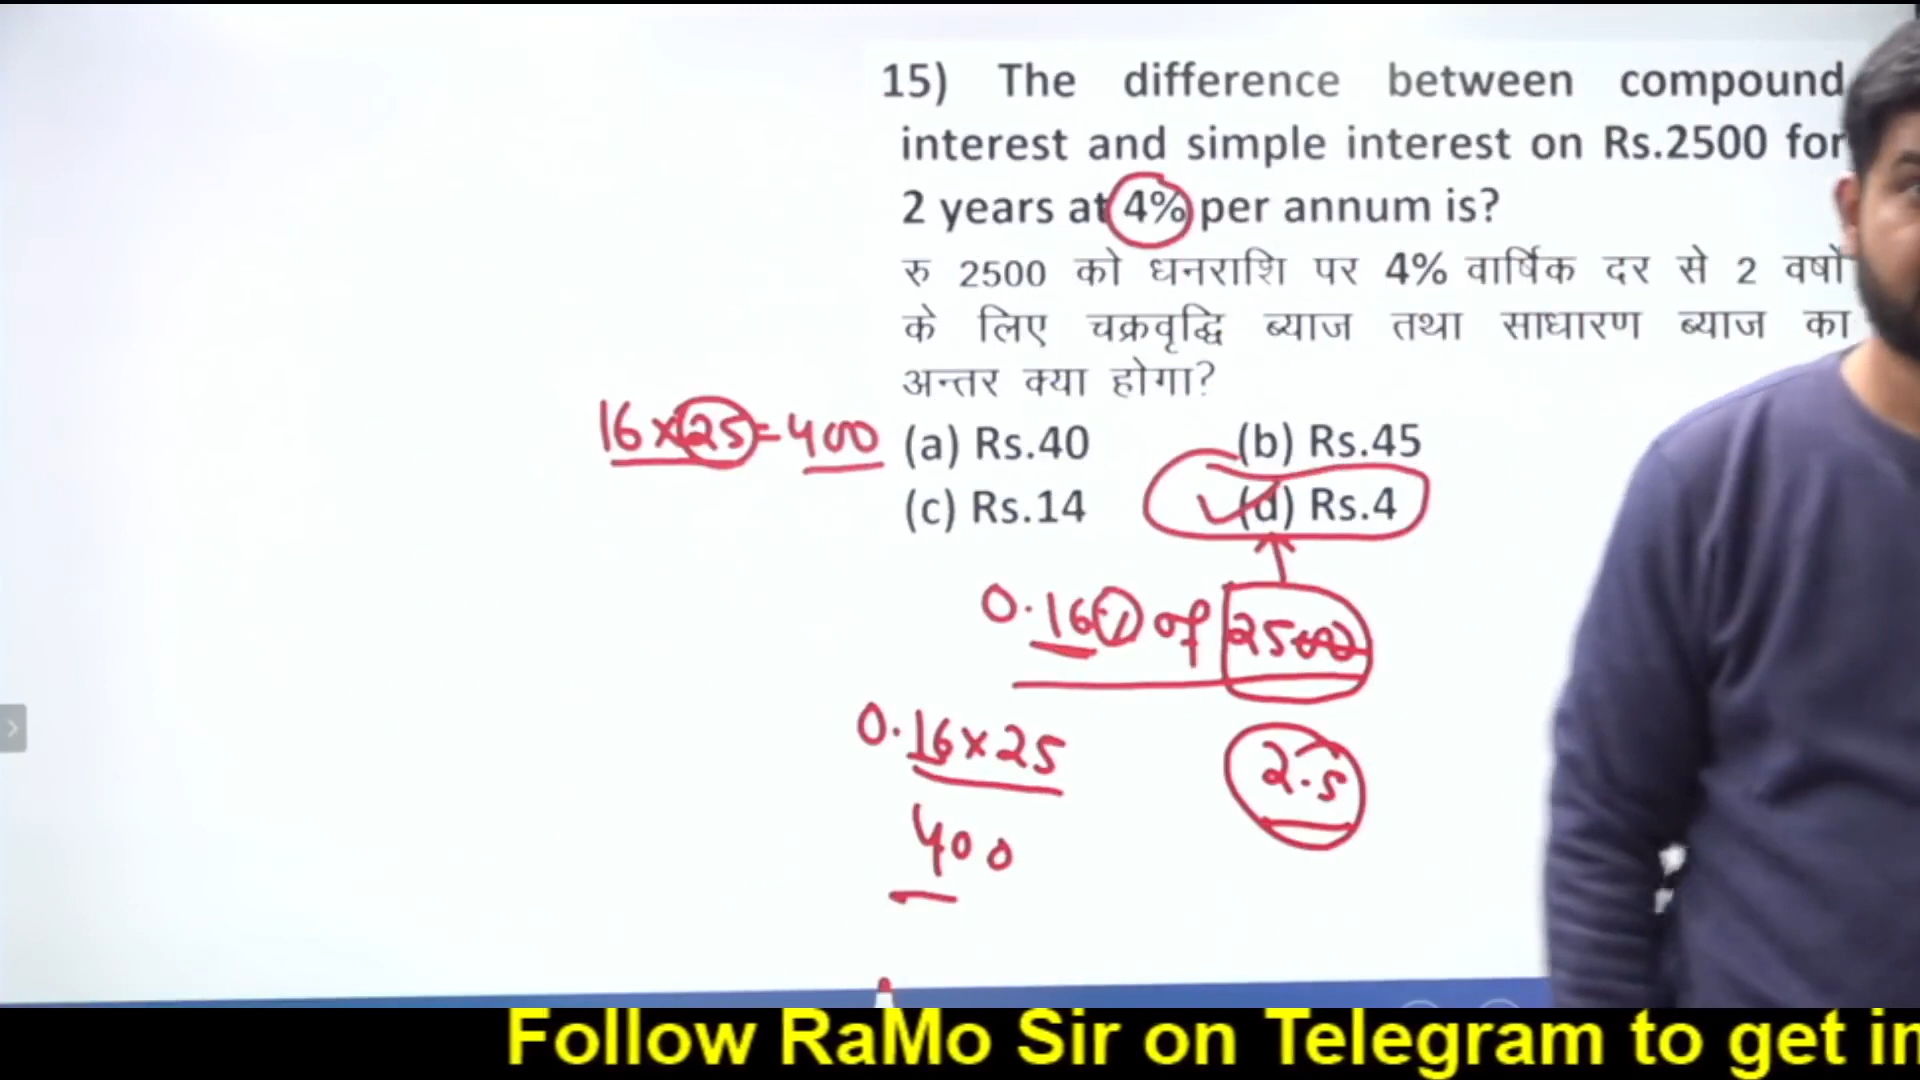 15) The difference between compound
interest and simple interest on Rs.2500 for
2 years at 4% per annum is?
रु 2500 को धनराशि पर 4% वार्षिक दर से 2 वर्षों
के लिए चक्रवृद्धि ब्याज तथा साधारण ब्याज का
अन्तर क्या होगा?
16×25=400
(a) Rs.40 (b) Rs.45
(c) Rs.14 (d) Rs.4
0.16% of 2500
0.16×25
2.5
400
Follow RaMo Sir on Telegram to get in